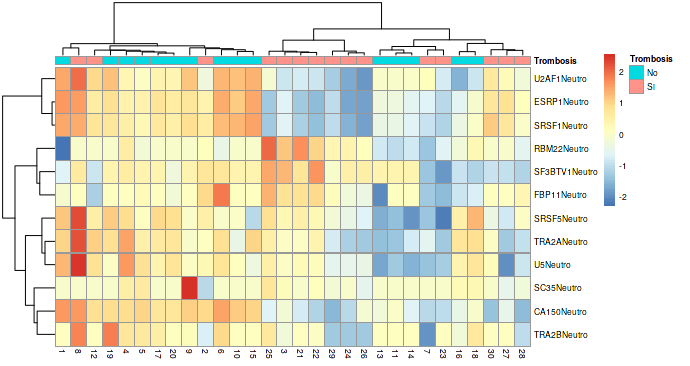 Trombosis
U2AF1Neutro
ESRP1Neutro
SRSF1Neutro
RBM22Neutro
SF3BTV1Neutro
FBP11Neutro
SRSF5Neutro
TRA2ANeutro
U5Neutro
SC35Neutro
CA150Neutro
TRA2BNeutro
1 8 12 19 4 5 17 20 9 2 6 10 15 25 3 21 22 29 24 26 13 11 14 7 23 16 18 30 27 28
2
1
0
-1
-2
Trombosis
No
SI